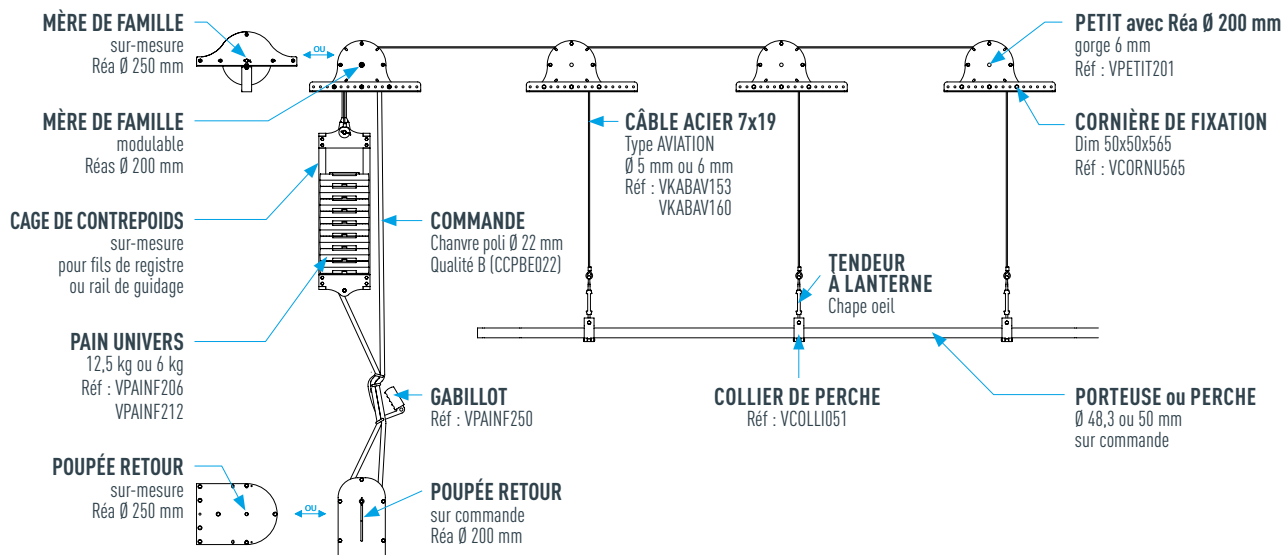 MÈRE DE FAMILLE
sur-mesure
Réa Ø 250 mm
OU
MÈRE DE FAMILLE
modulable
Réas Ø 200 mm
CAGE DE CONTREPOIDS
sur-mesure
pour fils de registre
ou rail de guidage
PAIN UNIVERS
12,5 kg ou 6 kg
Réf : VPAINF206
VPAINF212
POUPÉE RETOUR
sur-mesure
Réa Ø 250 mm
OU
COMMANDE
Chanvre poli Ø 22 mm
Qualité B (CCPBE022)
GABILLOT
Réf : VPAINF250
POUPÉE RETOUR
sur commande
Réa Ø 200 mm
CÂBLE ACIER 7x19
Type AVIATION
Ø 5 mm ou 6 mm
Réf : VKABAV153
VKABAV160
TENDEUR
À LANTERNE
Chape oeil
COLLIER DE PERCHE
Réf : VCOLLI051
PETIT avec Réa Ø 200 mm
gorge 6 mm
Réf : VPETIT201
CORNIÈRE DE FIXATION
Dim 50x50x565
Réf : VCORNU565
PORTEUSE ou PERCHE
Ø 48,3 ou 50 mm
sur commande